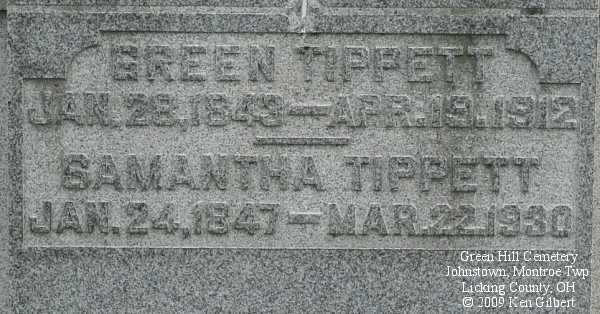 GREEN TIPPETT
JAN. 28, 1849 — APR. 19. 1912
SAMANTHA TIPPETT
JAN. 24, 1847 — MAR. 22. 1930
Green Hill Cemetery
Johnstown, Montroe Twp
Licking County, OH
© 2009 Ken Gilbert